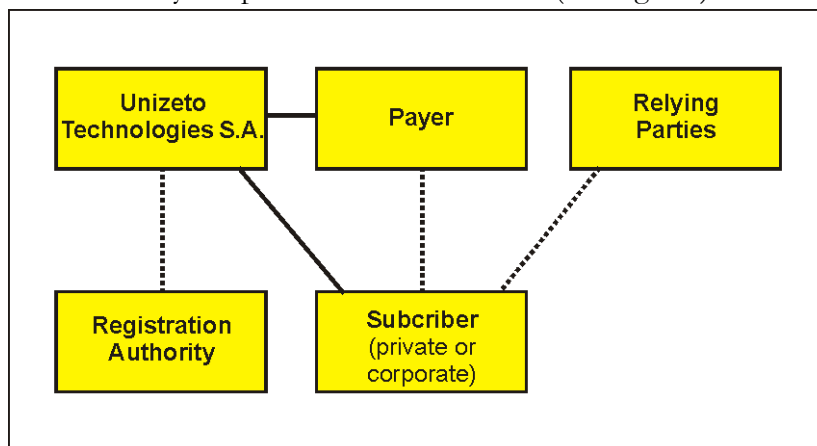 Unizeto
Technologies S.A.
Payer
Relying
Parties
Registration
Authority
Subcriber
(private or
corporate)